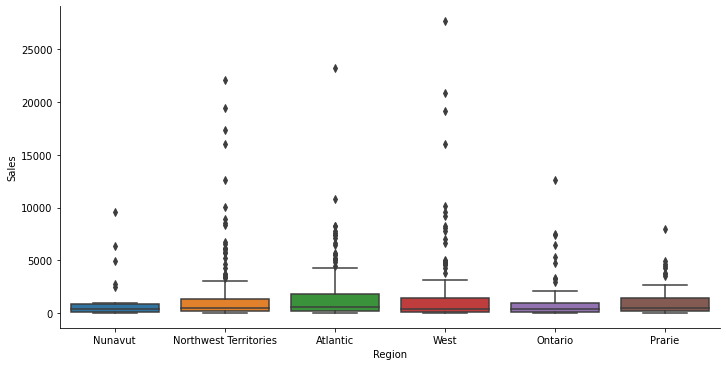 25000
20000
15000
10000
5000
0
Sales
Nunavut
Northwest Territories
Atlantic
West
Ontario
Prarie
Region